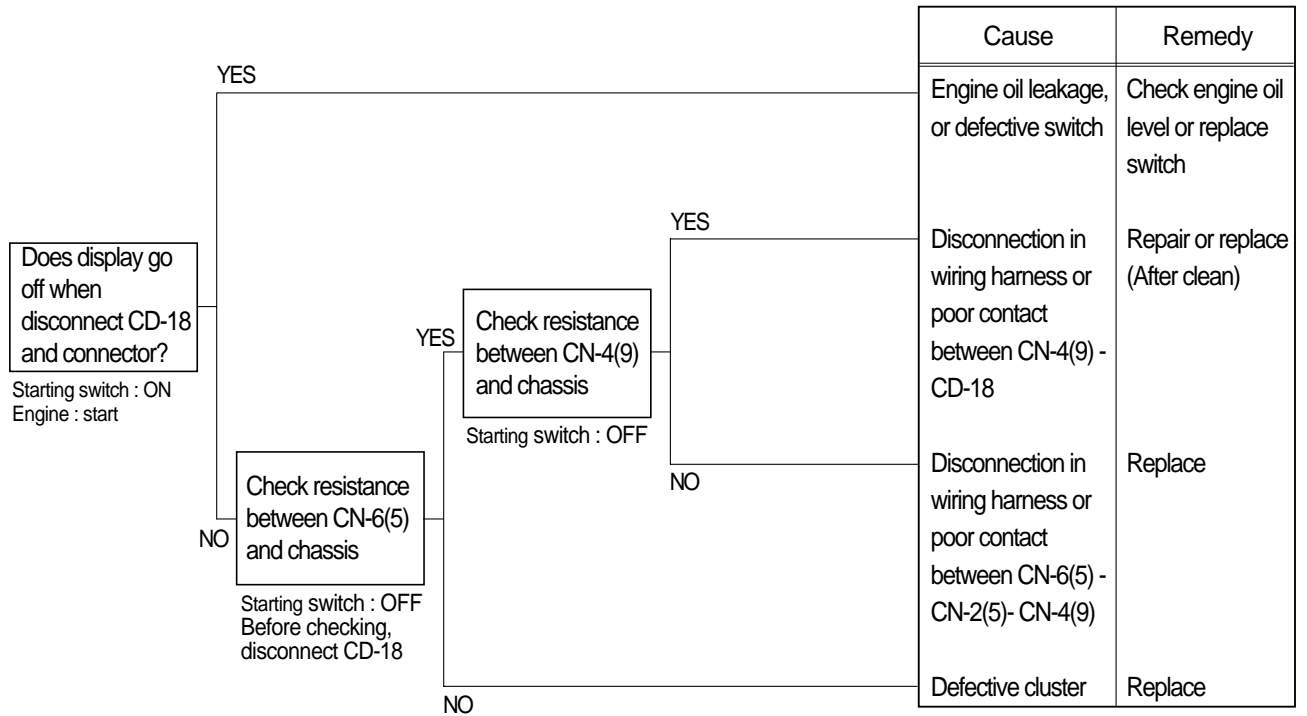 Cause
Remedy
YES
Engine oil leakage,
or defective switch
Check engine oil
level or replace
switch
YES
Disconnection in
wiring harness or
poor contact
between CN-4(9) -
CD-18
Repair or replace
(After clean)
Does display go
off when
disconnect CD-18
and connector?
Starting switch : ON
Engine : start
YES
Check resistance
between CN-4(9)
and chassis
Starting switch : OFF
NO
Disconnection in
wiring harness or
poor contact
between CN-6(5) -
CN-2(5)- CN-4(9)
Replace
NO
Check resistance
between CN-6(5)
and chassis
Starting switch : OFF
Before checking,
disconnect CD-18
NO
Defective cluster
Replace